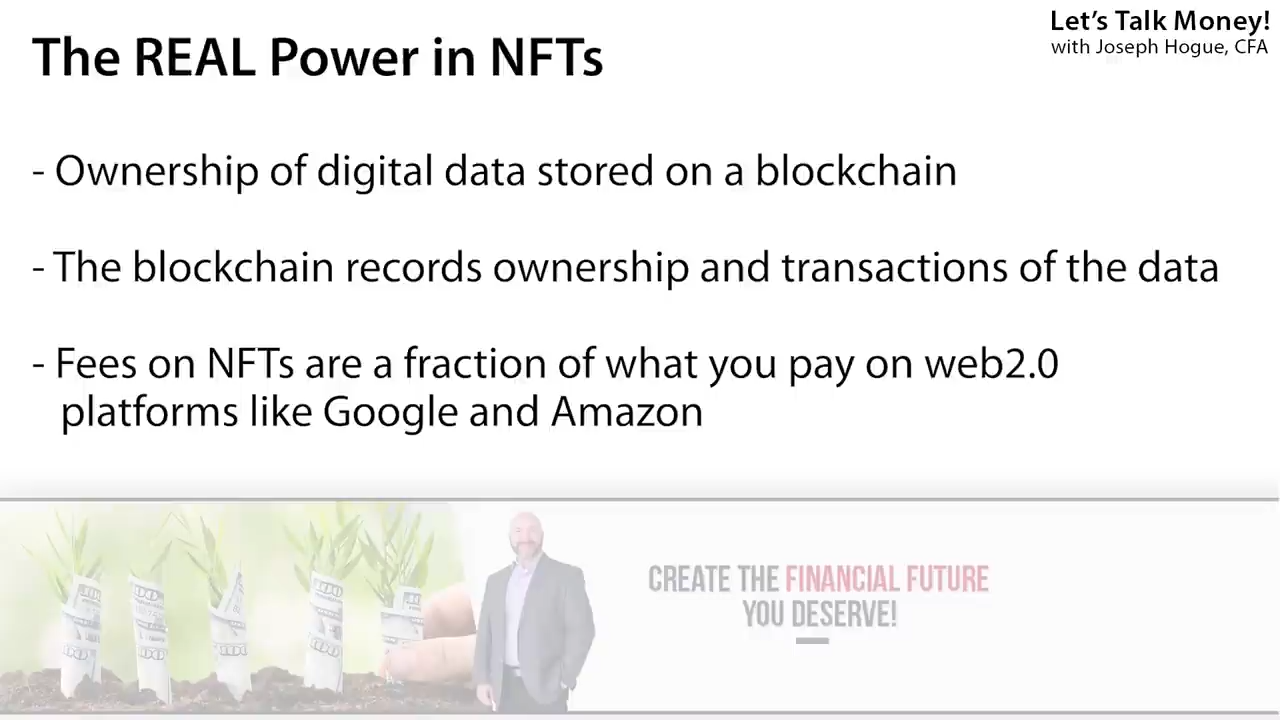 Let's Talk Money!
with Joseph Hogue, CFA
The REAL Power in NFTs
- Ownership of digital data stored on a blockchain
- The blockchain records ownership and transactions of the data
- Fees on NFTs are a fraction of what you pay on web2.0
platforms like Google and Amazon
CREATE THE FINANCIAL FUTURE
YOU DESERVE!